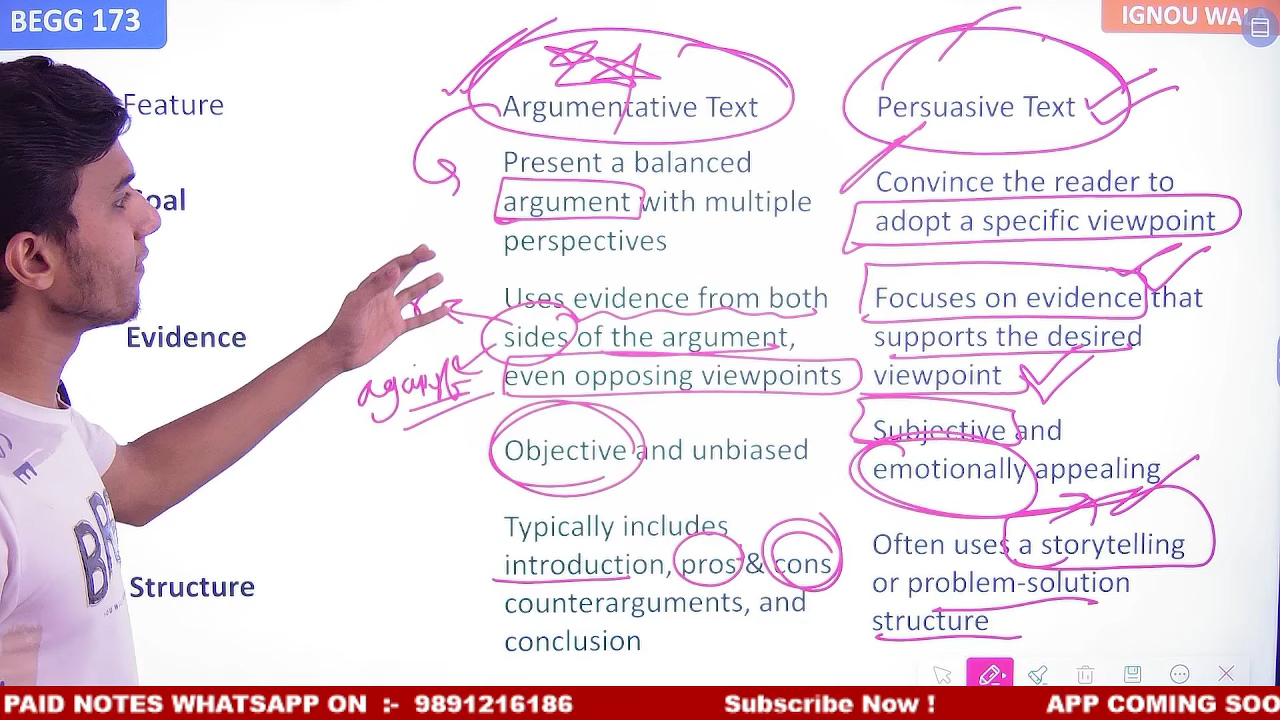 BEGG 173
IGNOU WA
Feature
Argumentative Text
Persuasive Text
Goal
Present a balanced
argument with multiple
perspectives
Convince the reader to
adopt a specific viewpoint
Evidence
Uses evidence from both
sides of the argument,
even opposing viewpoints
Focuses on evidence that
supports the desired
viewpoint
against
Objective and unbiased
Subjective and
emotionally appealing
Structure
Typically includes
introduction, pros & cons
counterarguments, and
conclusion
Often uses a storytelling
or problem-solution
structure
PAID NOTES WHATSAPP ON :- 9891216186
Subscribe Now !
APP COMING SOO